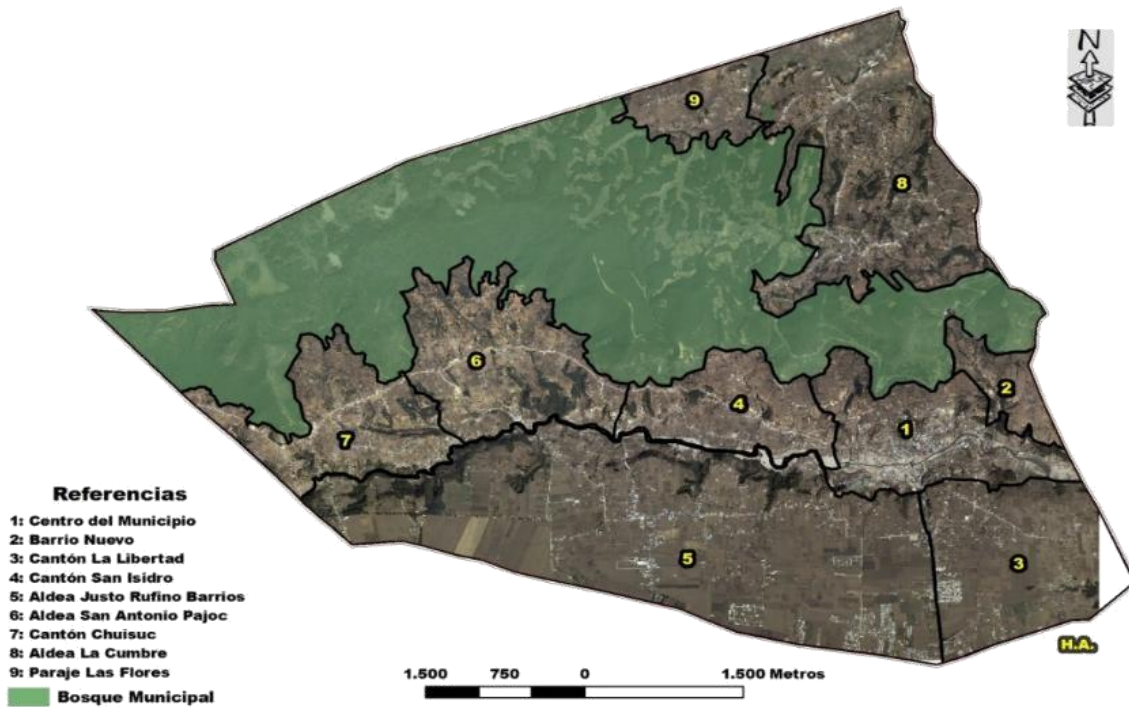 N
9
8
6
2
4
1
7
5
3
Referencias
1: Centro del Municipio
2: Barrio Nuevo
3: Cantón La Libertad
4: Cantón San Isidro
5: Aldea Justo Rufino Barrios
6: Aldea San Antonio Pajoc
7: Cantón Chuisuc
8: Aldea La Cumbre
9: Paraje Las Flores
Bosque Municipal
H.A.
1.500 750 0 1.500 Metros